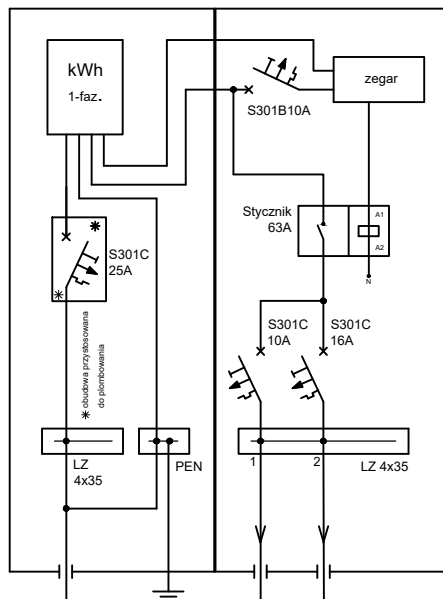 kWh
1-faz.
zegar
S301B10A
Stycznik
63A
A1
A2
N
S301C
25A
* obudowa przystosowana
do plombowania
S301C
10A
S301C
16A
LZ
4x35
PEN
1
2
LZ 4x35